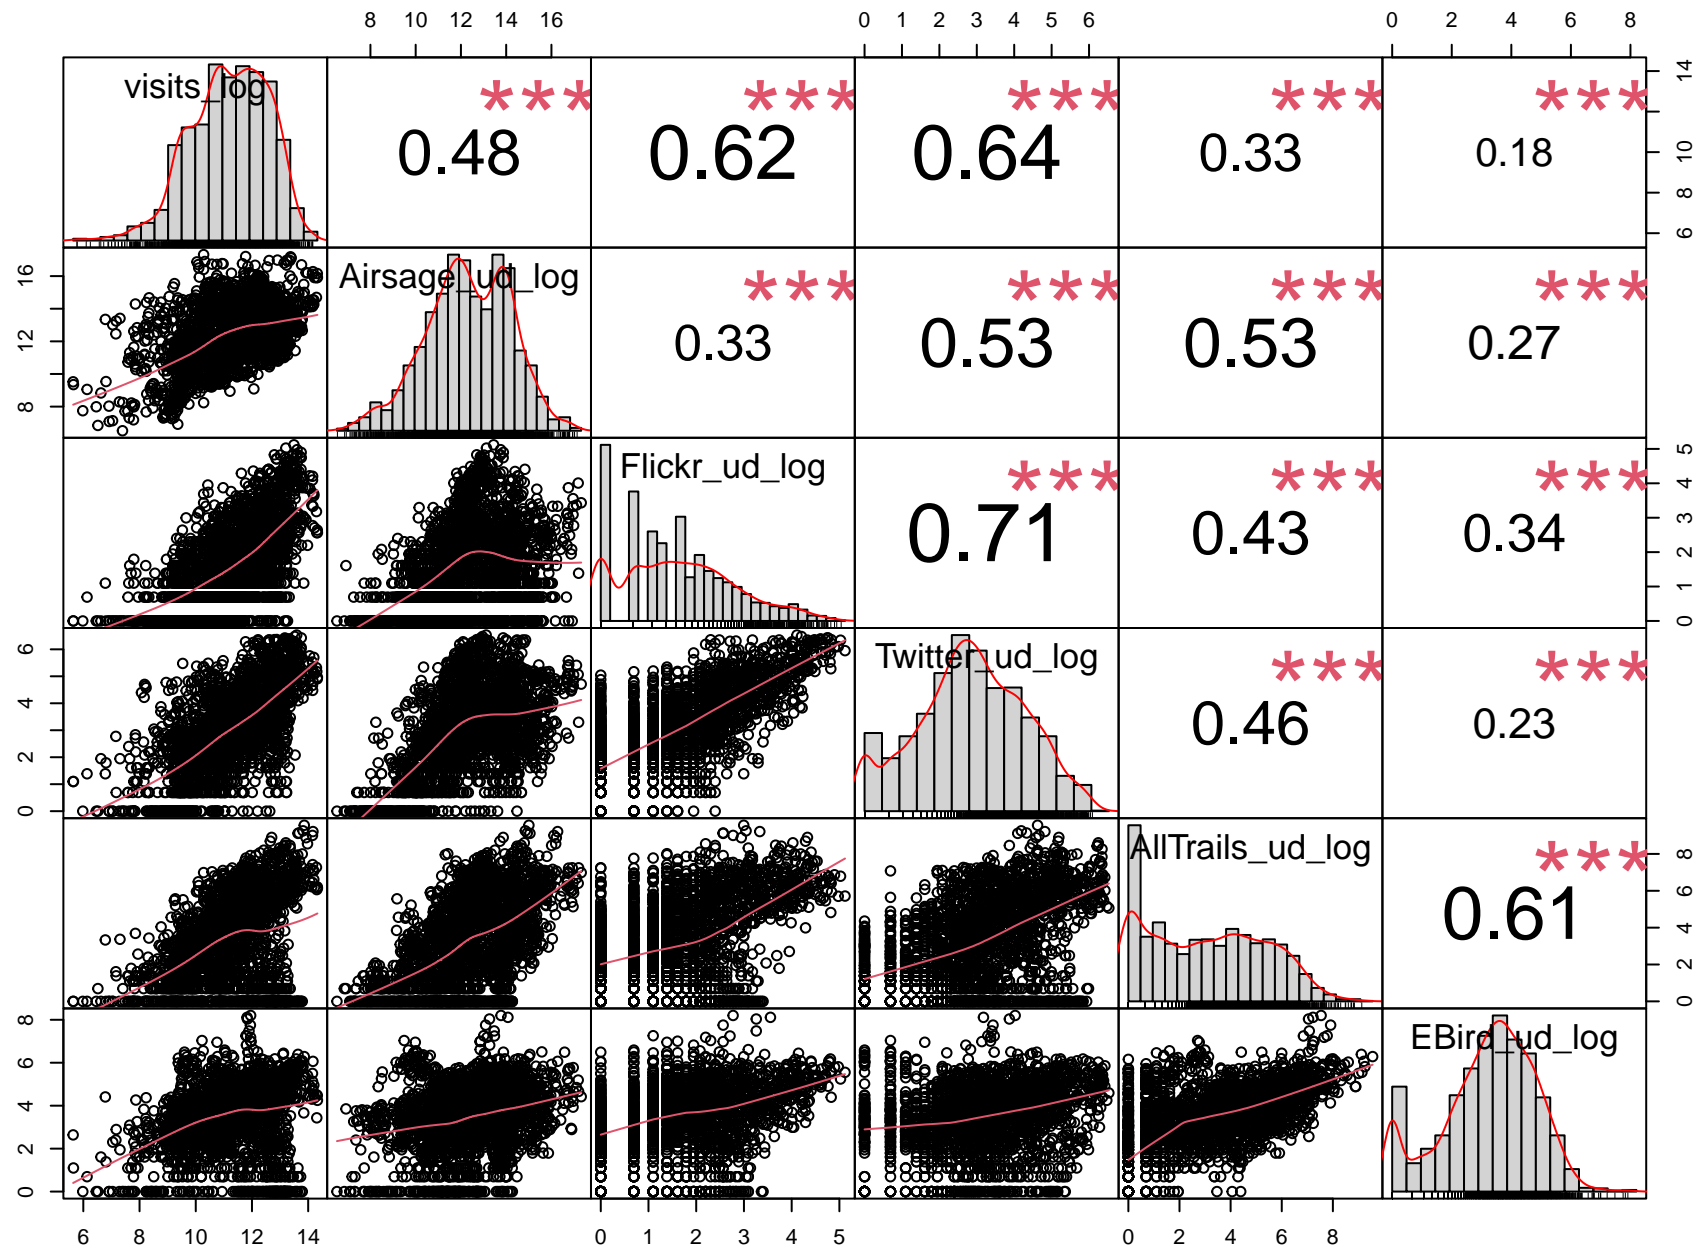 8 10 12 14 16 0 1 2 3 4 5 6 0 2 4 6 8
visits_log *** 0.48 *** 0.62 *** 0.64 *** 0.33 *** 0.18 6 8 10 14
8 12 16 Airsage_ud_log *** 0.33 *** 0.53 *** 0.53 *** 0.27
Flickr_ud_log *** 0.71 *** 0.43 *** 0.34 0 1 2 3 4 5
0 2 4 6 Twitter_ud_log *** 0.46 *** 0.23
AllTrails_ud_log *** 0.61 0 2 4 6 8
0 2 4 6 8 EBird_ud_log
6 8 10 12 14 0 1 2 3 4 5 0 2 4 6 8